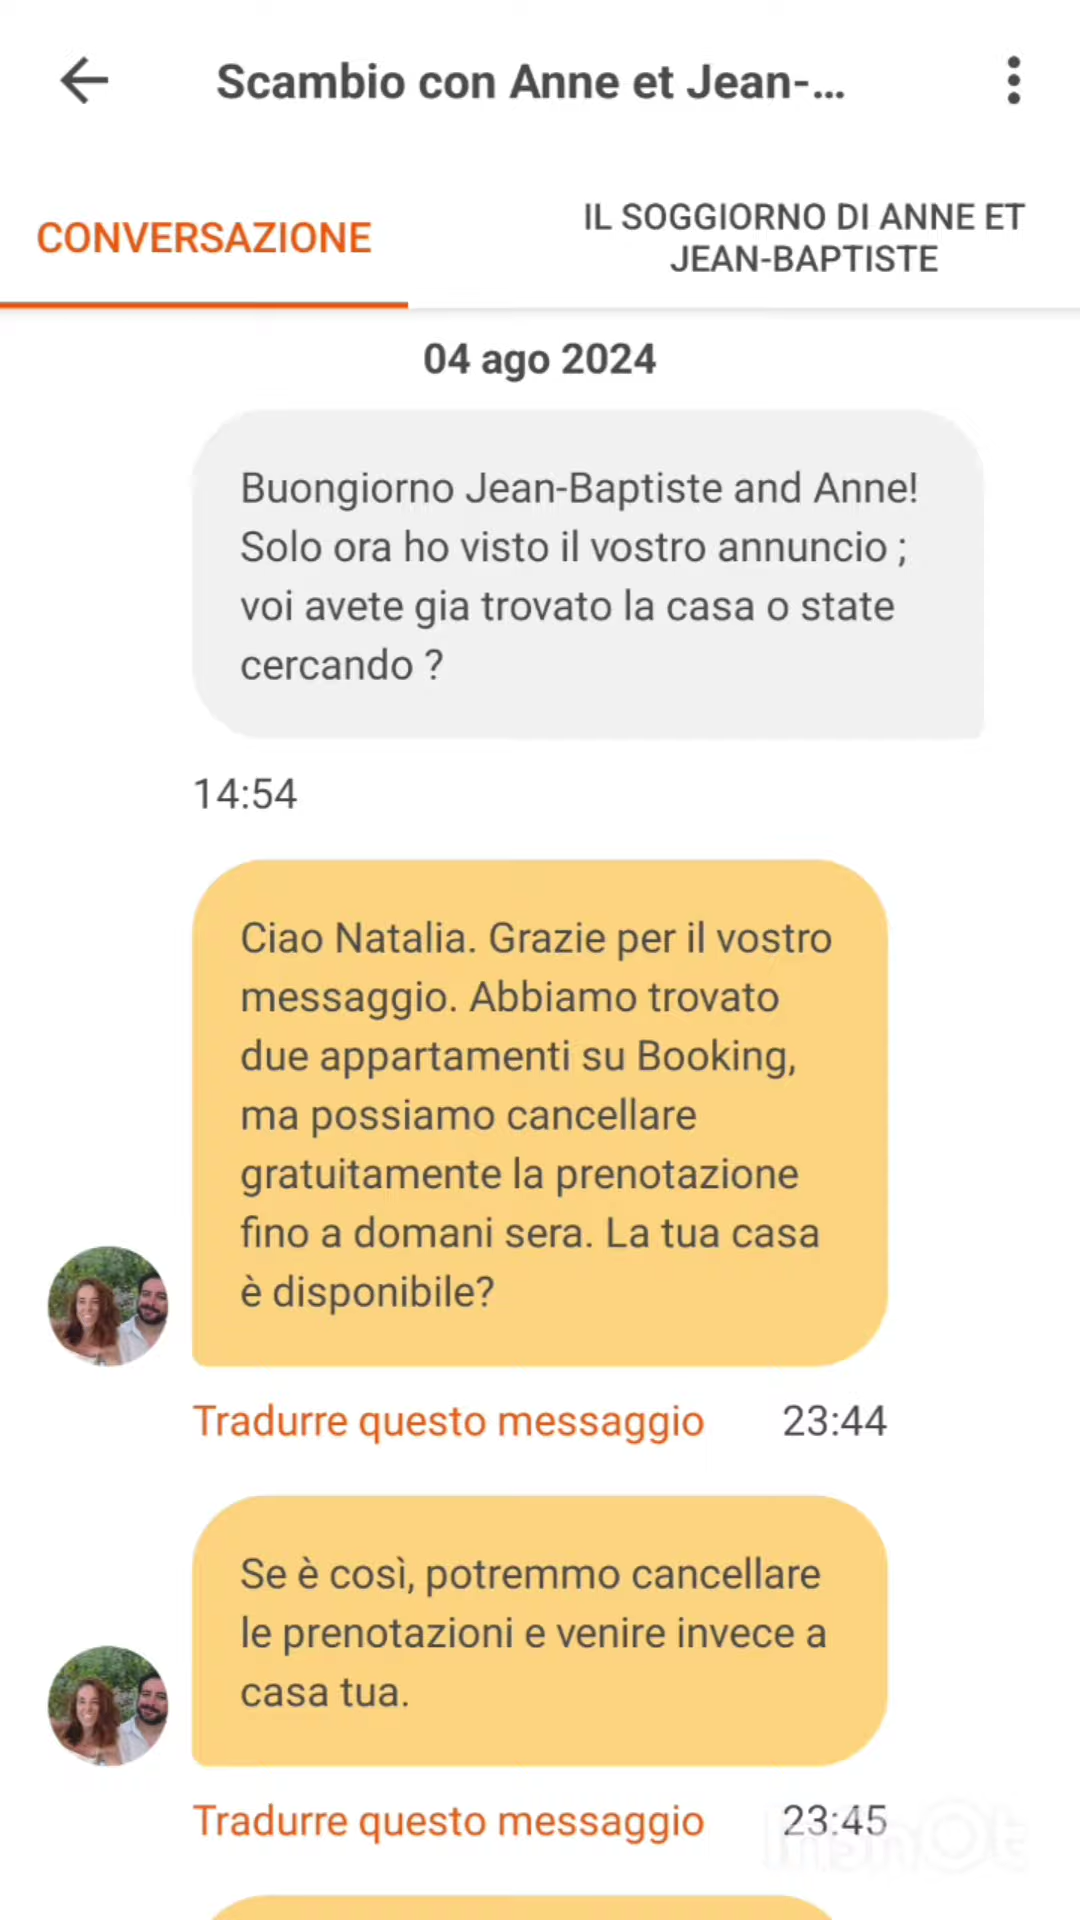 Scambio con Anne et Jean-...
CONVERSAZIONE
IL SOGGIORNO DI ANNE ET
JEAN-BAPTISTE
04 ago 2024
Buongiorno Jean-Baptiste and Anne!
Solo ora ho visto il vostro annuncio ;
voi avete gia trovato la casa o state
cercando ?
14:54
Ciao Natalia. Grazie per il vostro
messaggio. Abbiamo trovato
due appartamenti su Booking,
ma possiamo cancellare
gratuitamente la prenotazione
fino a domani sera. La tua casa
è disponibile?
Tradurre questo messaggio 23:44
Se è così, potremmo cancellare
le prenotazioni e venire invece a
casa tua.
Tradurre questo messaggio 23:45